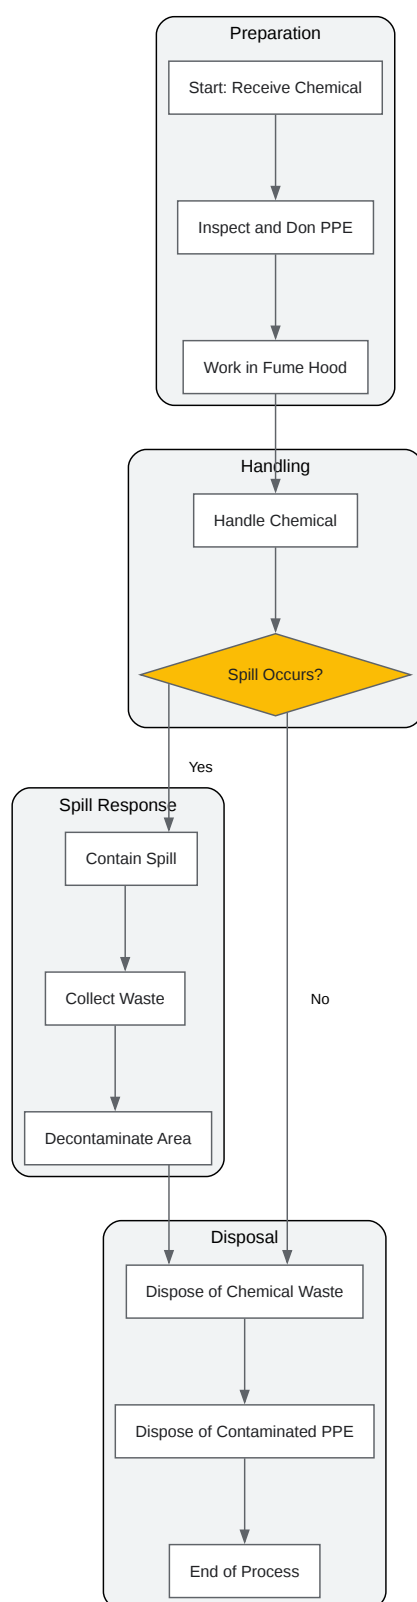 Preparation
Start: Receive Chemical
Inspect and Don PPE
Work in Fume Hood
Handling
Handle Chemical
Spill Occurs?
Yes
Spill Response
Contain Spill
Collect Waste
No
Decontaminate Area
Disposal
Dispose of Chemical Waste
Dispose of Contaminated PPE
End of Process